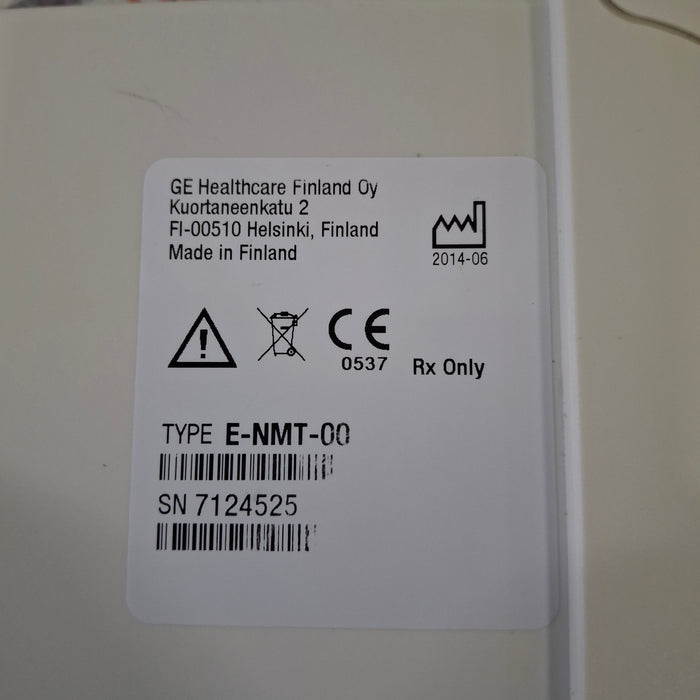 GE Healthcare Finland Oy
Kuortaneenkatu 2
FI-00510 Helsinki, Finland
Made in Finland
2014-06
CE
0537
Rx Only
TYPE E-NMT-00
SN 7124525